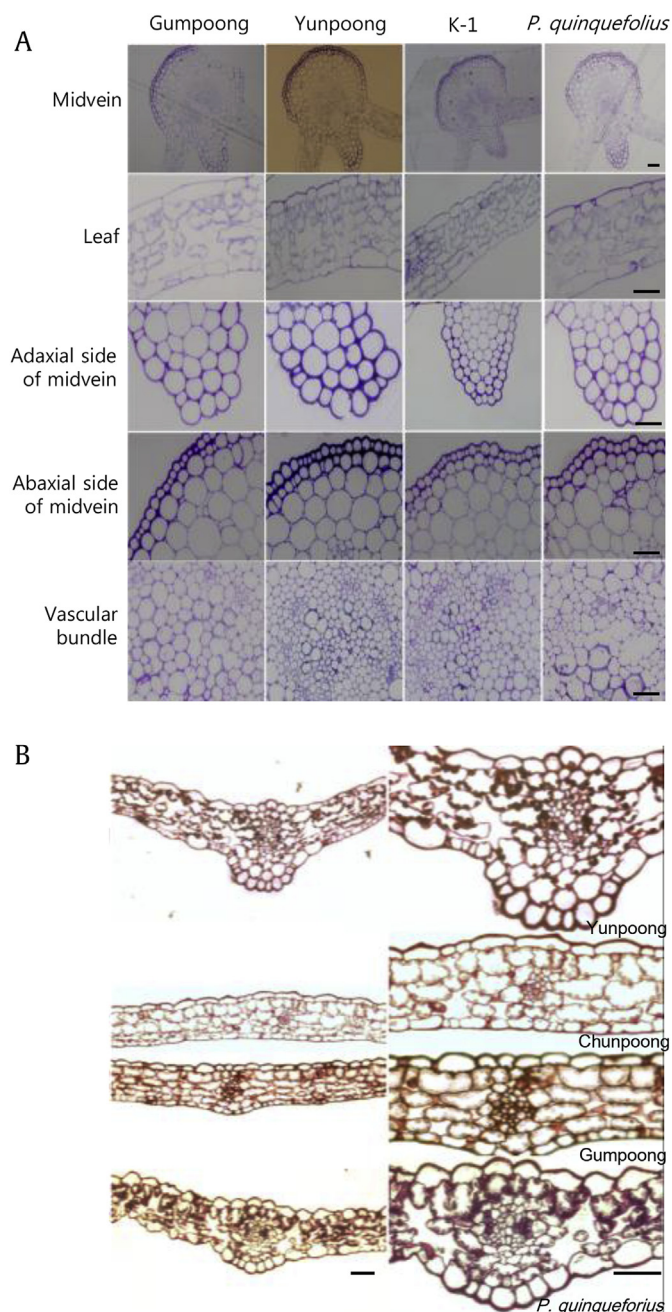 A
Gumpoong Yunpoong K-1 P. quinquefolius
Midvein
Leaf
Adaxial side
of midvein
Abaxial side
of midvein
Vascular
bundle
B
Yunpoong
Chunpoong
Gumpoong
P. quingueforius